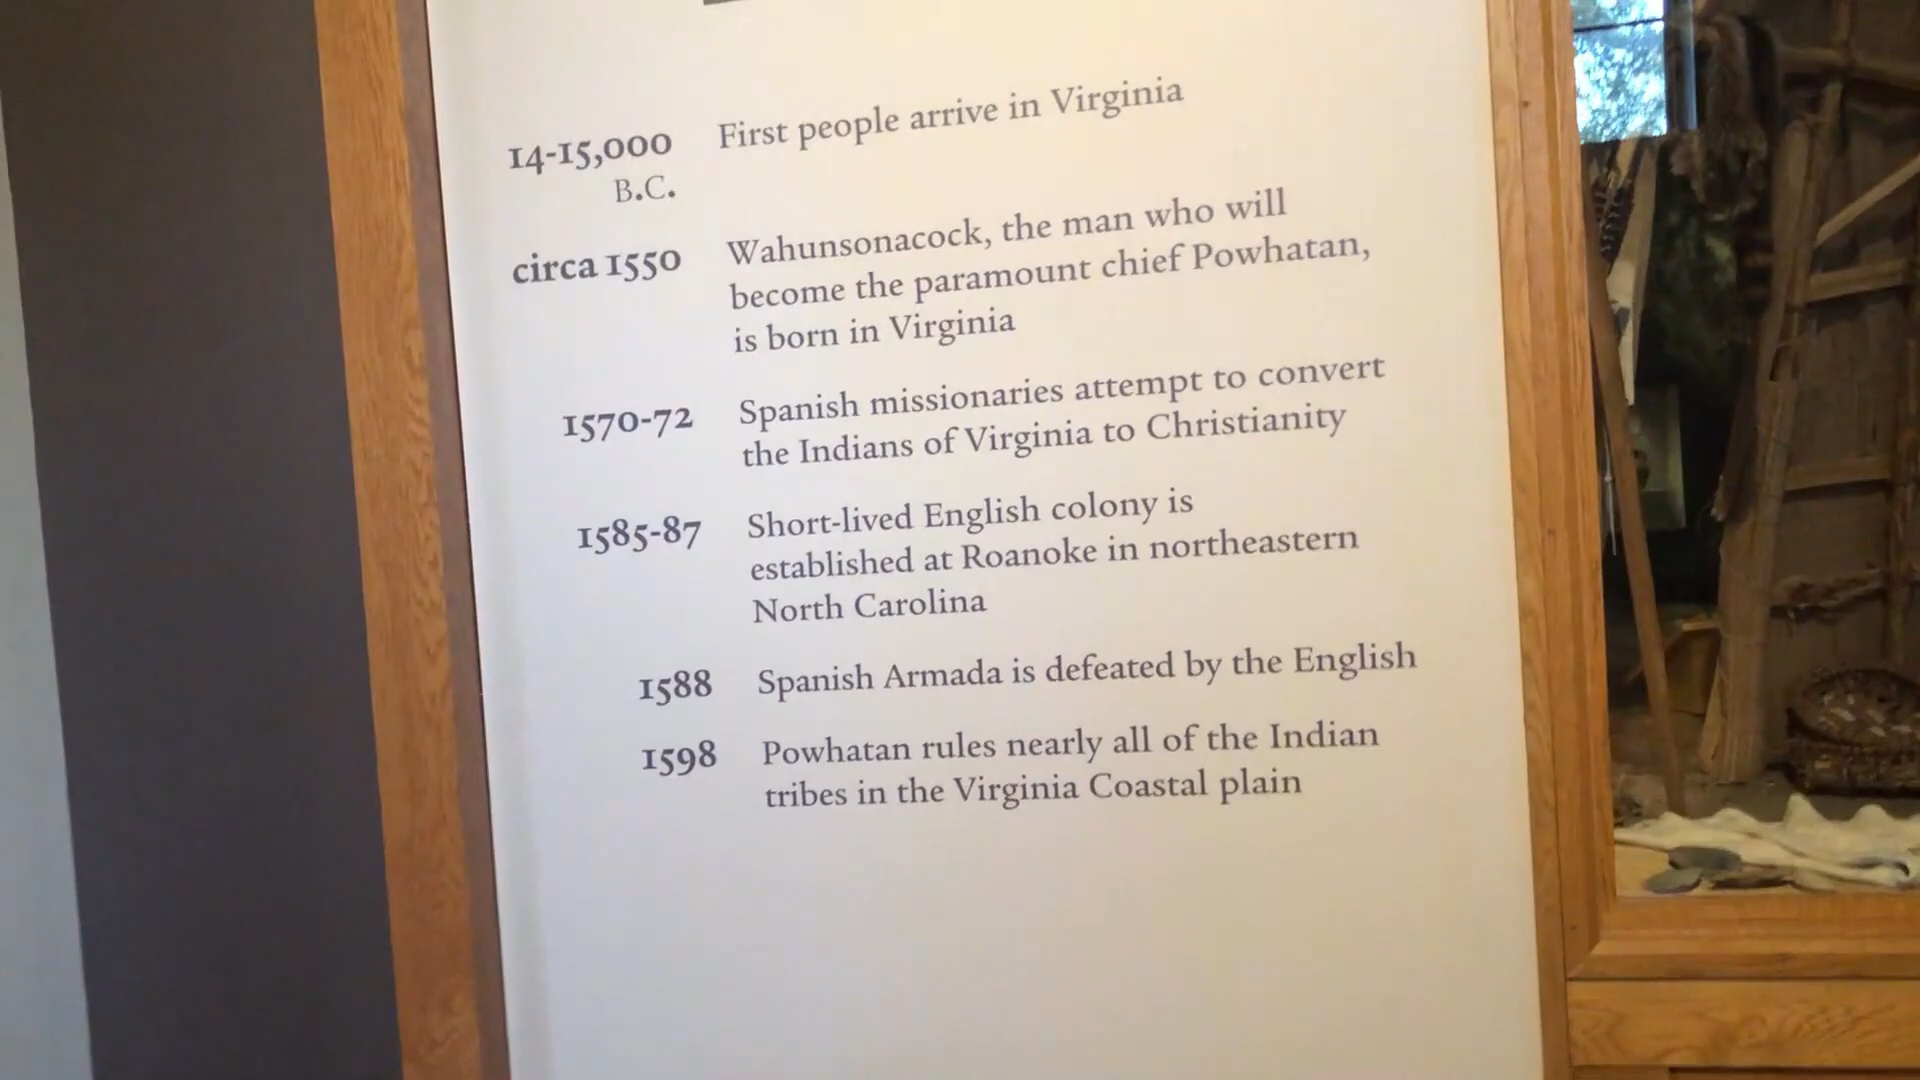 14-15,000 First people arrive in Virginia
B.C.
circa 1550 Wahunsonacock, the man who will
become the paramount chief Powhatan,
is born in Virginia
1570-72 Spanish missionaries attempt to convert
the Indians of Virginia to Christianity
1585-87 Short-lived English colony is
established at Roanoke in northeastern
North Carolina
1588 Spanish Armada is defeated by the English
1598 Powhatan rules nearly all of the Indian
tribes in the Virginia Coastal plain